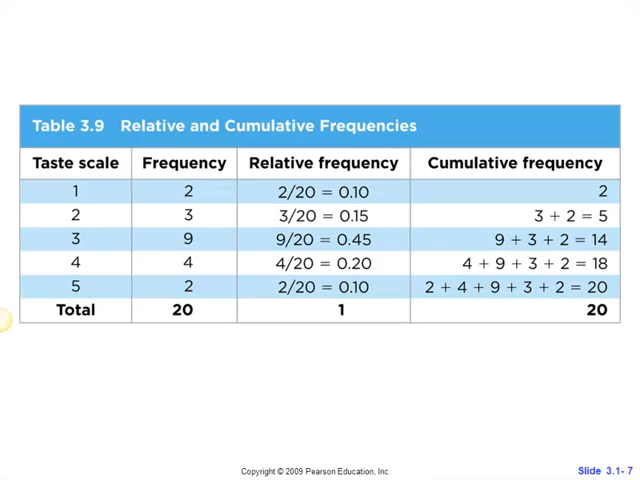 Table 3.9 Relative and Cumulative Frequencies
Taste scale Frequency Relative frequency Cumulative frequency
1 2 2/20 = 0.10 2
2 3 3/20 = 0.15 3 + 2 = 5
3 9 9/20 = 0.45 9 + 3 + 2 = 14
4 4 4/20 = 0.20 4 + 9 + 3 + 2 = 18
5 2 2/20 = 0.10 2 + 4 + 9 + 3 + 2 = 20
Total 20 1 20
Copyright © 2009 Pearson Education, Inc.
Slide 3.1- 7